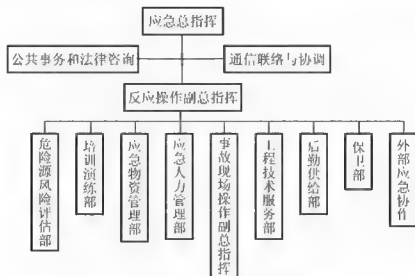 应急总指挥
公共事务和法律咨询
通信联络与协调
反应操作副总指挥
危险源风险评估部
培训演练部
应急物资管理部
应急人力管理部
事故现场操作副总指挥
工程技术服务部
后勤供给部
保卫部
外部应急协作